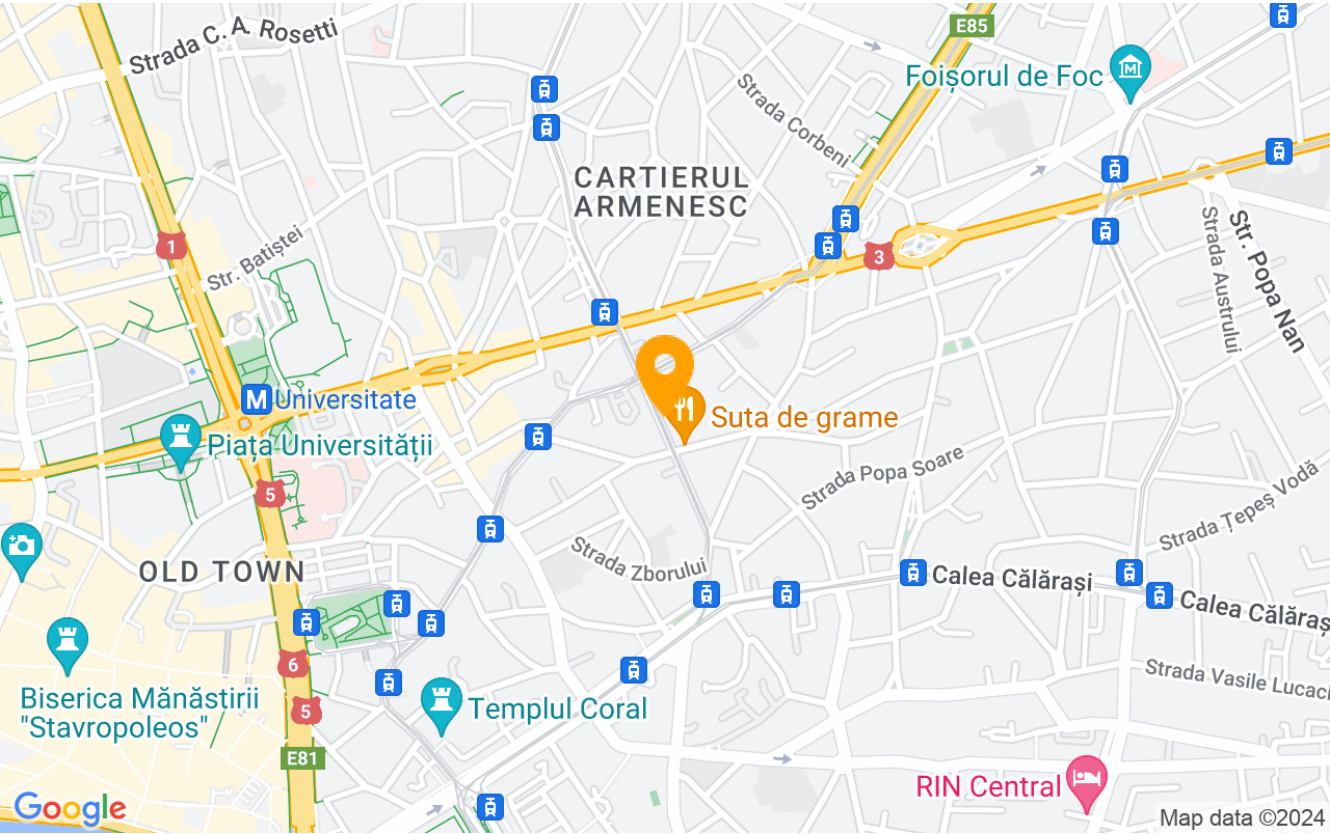 E85
Strada C. A. Rosetti
Foișorul de Foc
Strada Corbeni
CARTIERUL
ARMENESC
1
Str. Batiștei
3
Strada Austrului
Str. Popa Nan
M Universitate
Suta de grame
Piața Universității
5
Strada Popa Soare
Strada Țepeș Vodă
OLD TOWN
Strada Zborului
Calea Călărași
Calea Călăraș
6
Biserica Mănăstirii
"Stavropoleos"
5
Templul Coral
Strada Vasile Lucaci
E81
RIN Central
Google
Map data ©2024